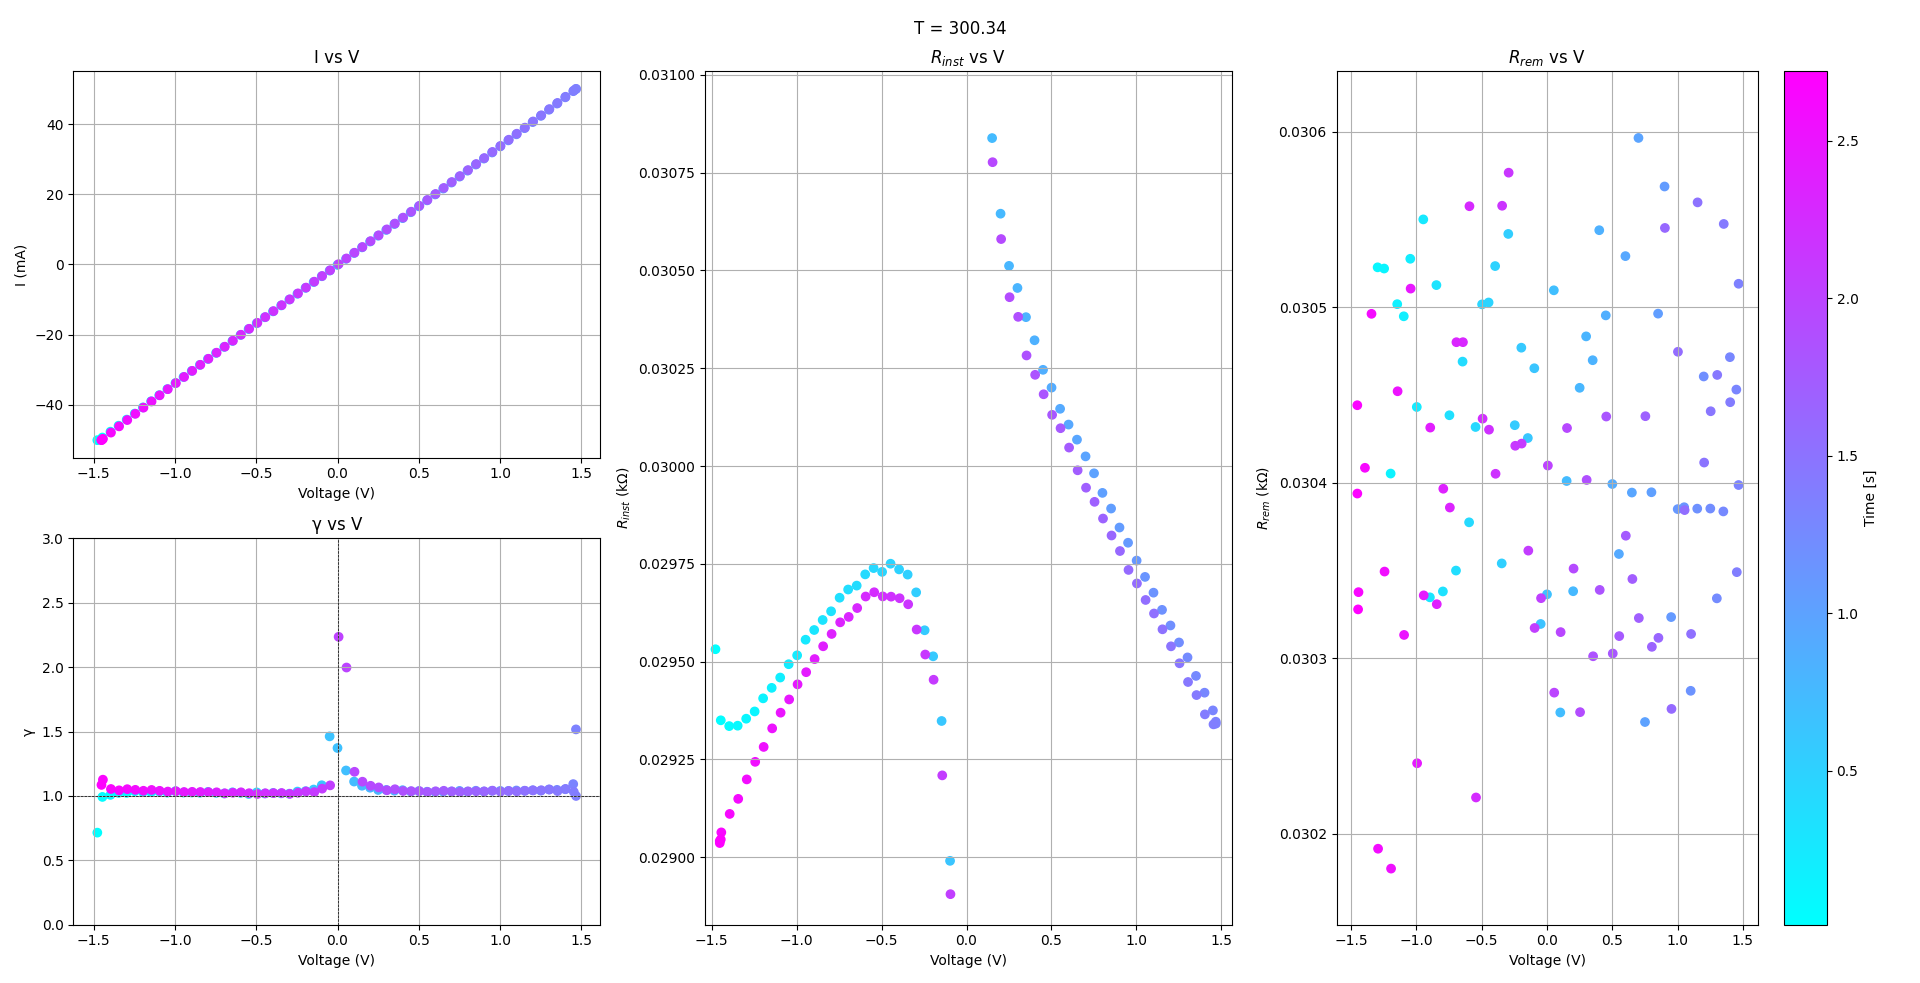 T = 300.34
I vs V
I (mA)
40
20
0
−20
−40
−1.5 −1.0 −0.5 0.0 0.5 1.0 1.5
Voltage (V)
γ vs V
γ
3.0
2.5
2.0
1.5
1.0
0.5
0.0
−1.5 −1.0 −0.5 0.0 0.5 1.0 1.5
Voltage (V)
R_inst vs V
R_inst (kΩ)
0.03100
0.03075
0.03050
0.03025
0.03000
0.02975
0.02950
0.02925
0.02900
−1.5 −1.0 −0.5 0.0 0.5 1.0 1.5
Voltage (V)
R_rem vs V
R_rem (kΩ)
0.0306
0.0305
0.0304
0.0303
0.0302
−1.5 −1.0 −0.5 0.0 0.5 1.0 1.5
Voltage (V)
2.5
2.0
1.5
1.0
0.5
Time [s]